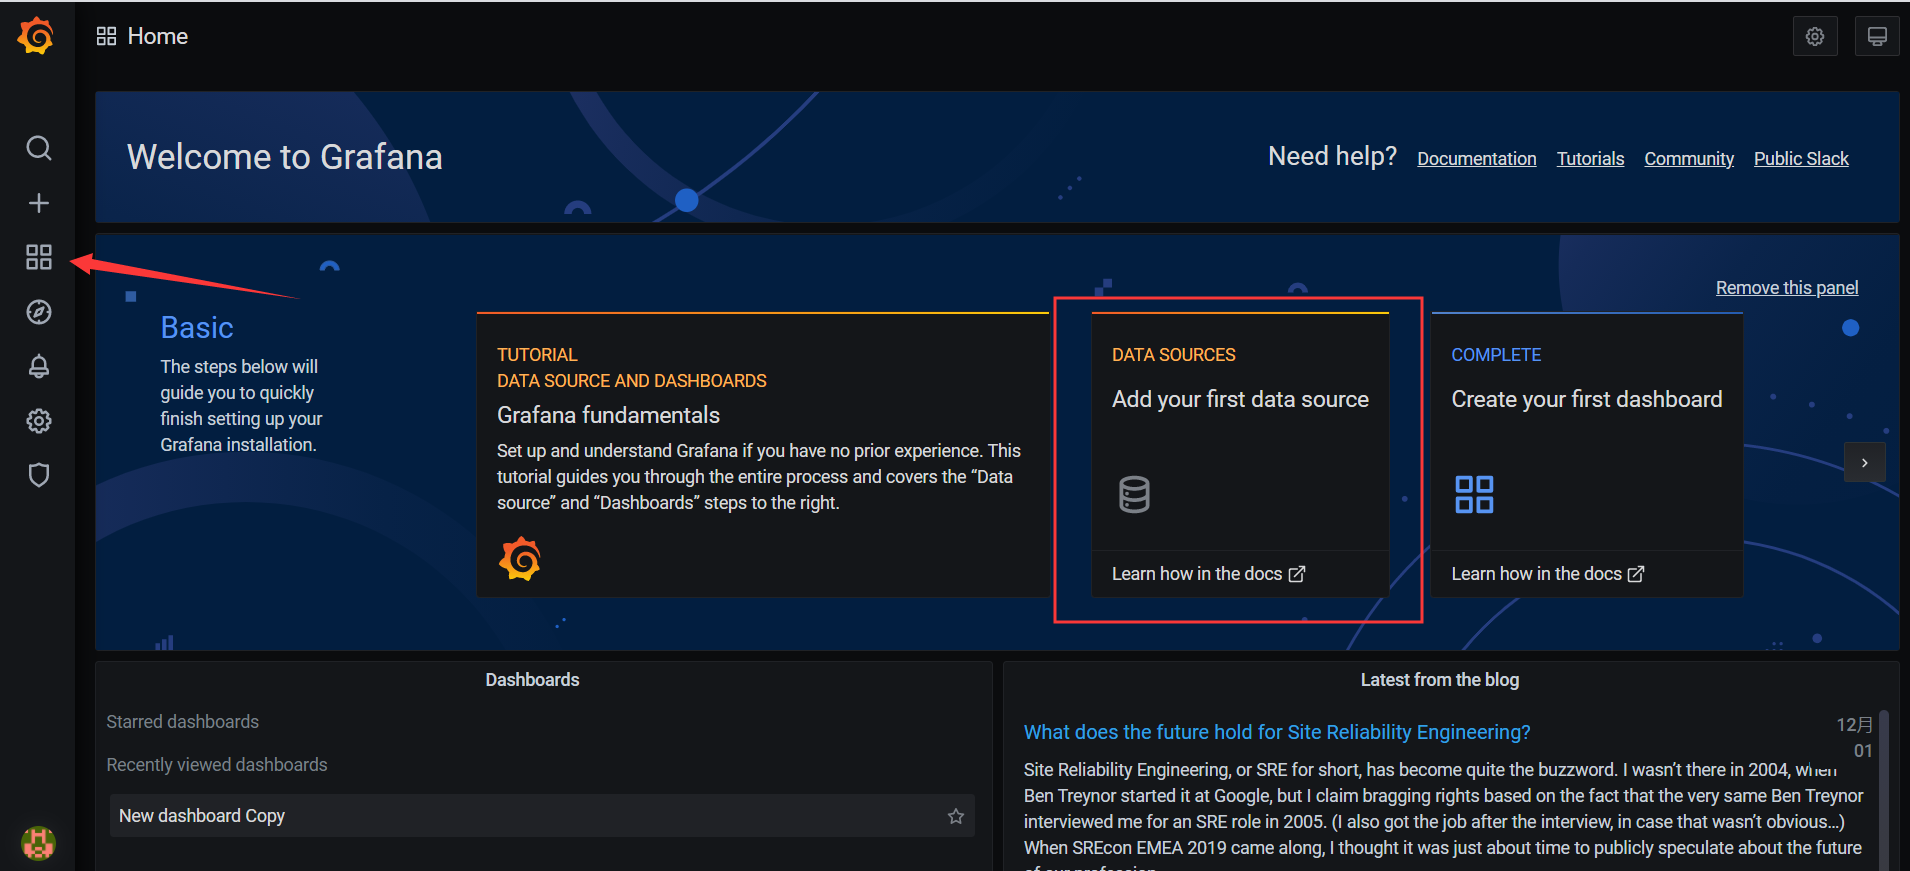 Home
Welcome to Grafana
Need help? Documentation Tutorials Community Public Slack
Remove this panel
Basic
The steps below will
guide you to quickly
finish setting up your
Grafana installation.
TUTORIAL
DATA SOURCE AND DASHBOARDS
Grafana fundamentals
Set up and understand Grafana if you have no prior experience. This
tutorial guides you through the entire process and covers the “Data
source” and “Dashboards” steps to the right.
DATA SOURCES
Add your first data source
Learn how in the docs
COMPLETE
Create your first dashboard
Learn how in the docs
Dashboards
Starred dashboards
Recently viewed dashboards
New dashboard Copy
Latest from the blog
What does the future hold for Site Reliability Engineering?
12月
01
Site Reliability Engineering, or SRE for short, has become quite the buzzword. I wasn’t there in 2004, when
Ben Treynor started it at Google, but I claim bragging rights based on the fact that the very same Ben Treynor
interviewed me for an SRE role in 2005. (I also got the job after the interview, in case that wasn’t obvious…)
When SREcon EMEA 2019 came along, I thought it was just about time to publicly speculate about the future
of our profession